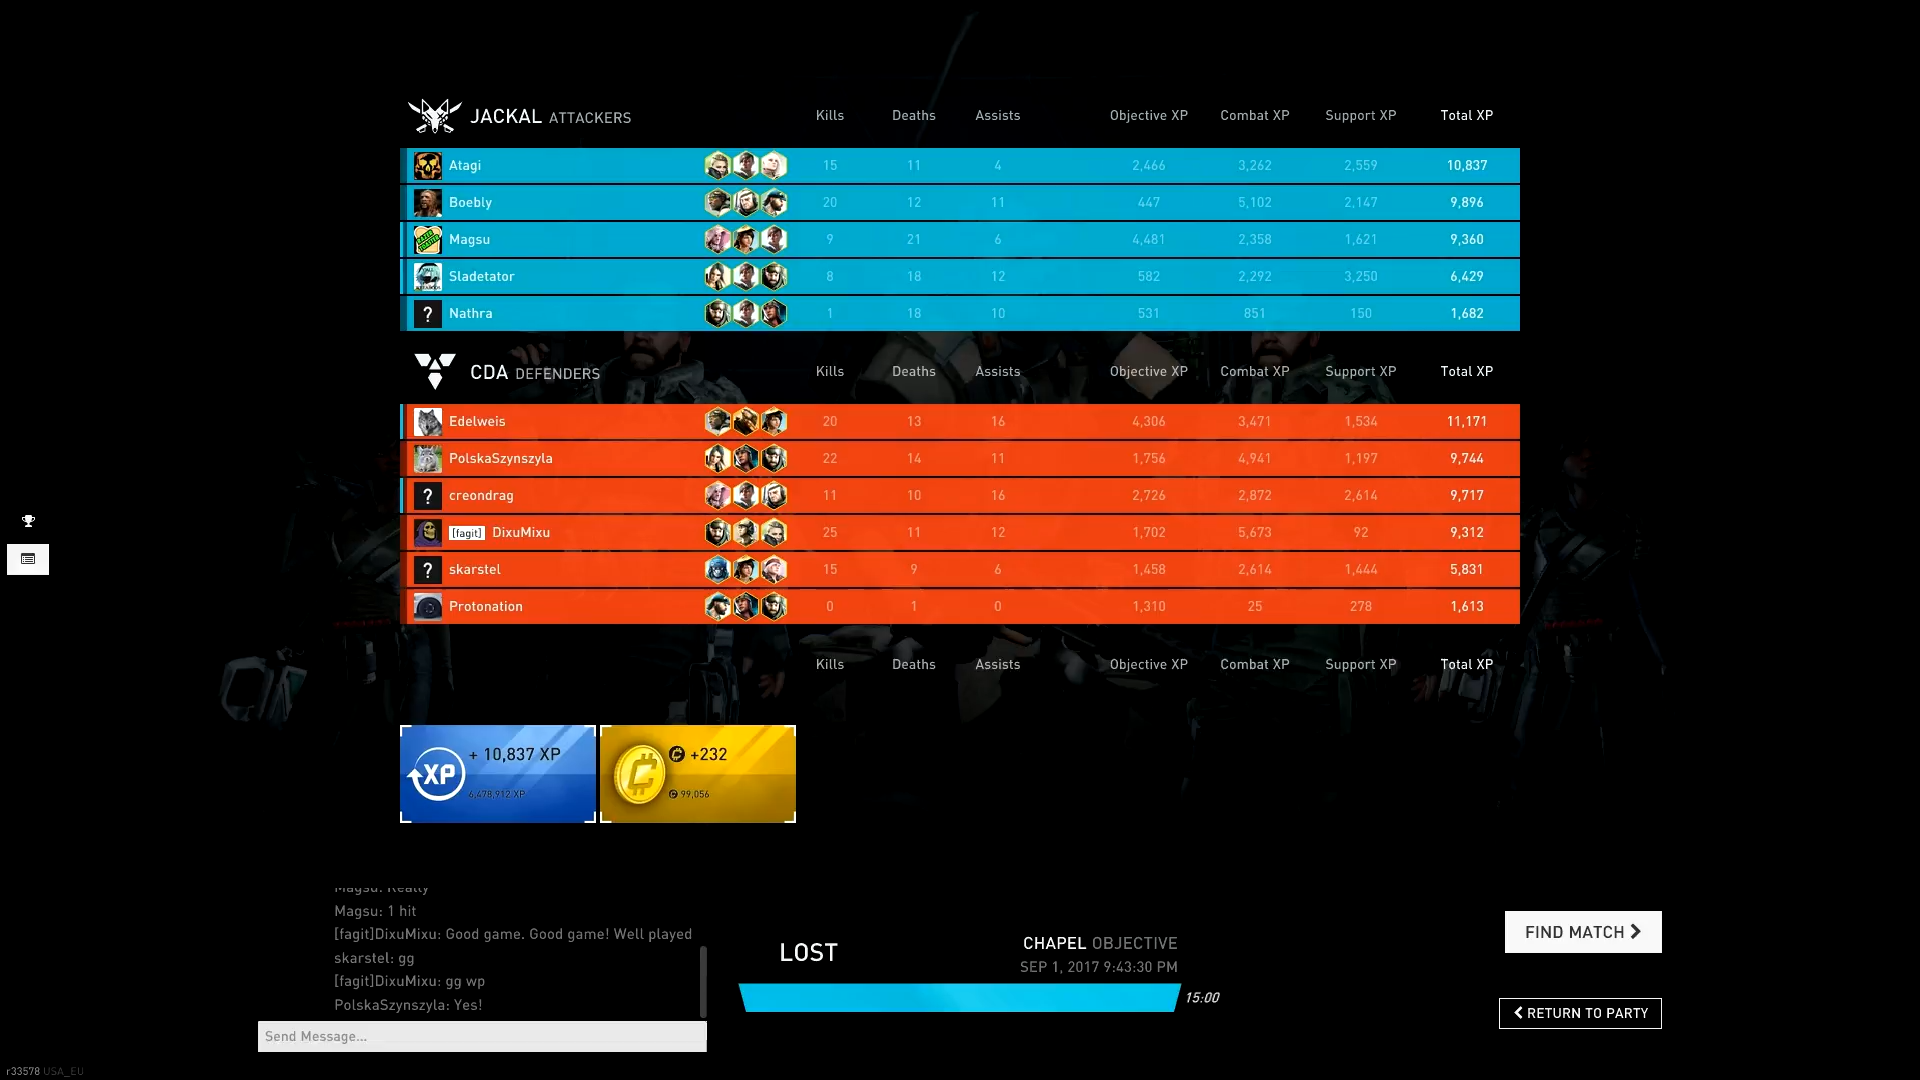 JACKAL ATTACKERS Kills Deaths Assists Objective XP Combat XP Support XP Total XP
Atagi 15 11 4 2,466 3,262 2,559 10,837
Boebly 20 12 11 447 5,102 2,147 9,896
Magsu 9 21 6 4,481 2,358 1,621 9,360
Sladetator 8 18 12 582 2,292 3,250 6,429
? Nathra 1 18 10 531 851 150 1,682
CDA DEFENDERS Kills Deaths Assists Objective XP Combat XP Support XP Total XP
Edelweis 20 13 16 4,306 3,471 1,534 11,171
PolskaSzynszyla 22 14 11 1,756 4,941 1,197 9,744
? creondrag 11 10 16 2,726 2,872 2,614 9,717
[fagit] DixuMixu 25 11 12 1,702 5,673 92 9,312
? skarstel 15 9 6 1,458 2,614 1,444 5,831
Protonation 0 1 0 1,310 25 278 1,613
Kills Deaths Assists Objective XP Combat XP Support XP Total XP
XP + 10,837 XP
6,478,912 XP
+232
99,056
Magsu: Really
Magsu: 1 hit
[fagit]DixuMixu: Good game. Good game! Well played
skarstel: gg
[fagit]DixuMixu: gg wp
PolskaSzynszyla: Yes!
Send Message...
LOST
CHAPEL OBJECTIVE
SEP 1, 2017 9:43:30 PM
15:00
FIND MATCH
RETURN TO PARTY
r33578 USA_EU